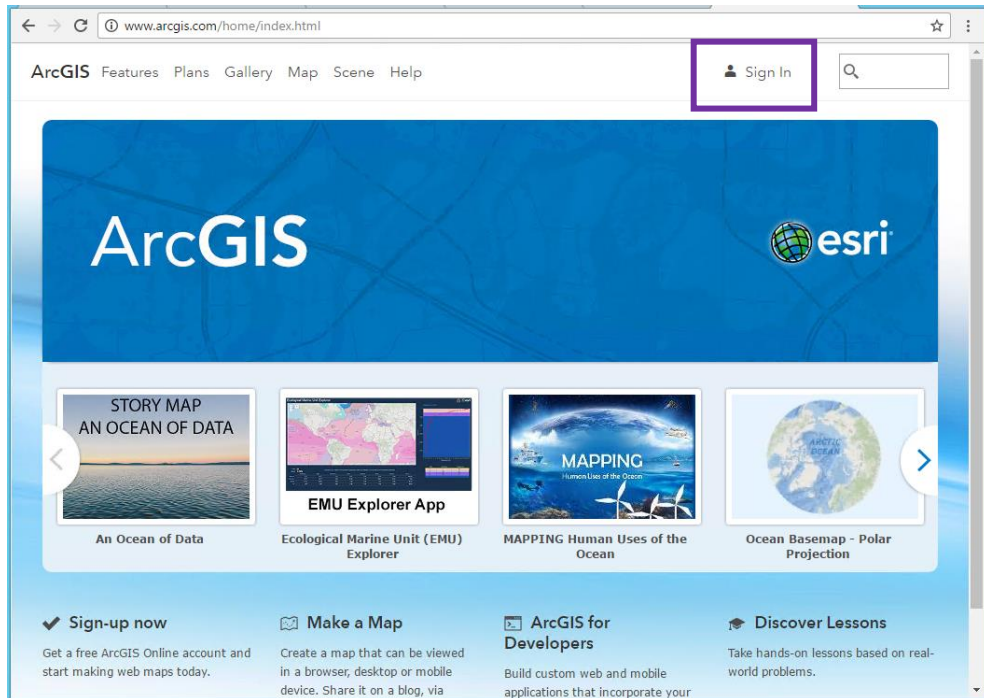 www.arcgis.com/home/index.html
ArcGIS Features Plans Gallery Map Scene Help Sign In
ArcGIS
esri
STORY MAP
AN OCEAN OF DATA
An Ocean of Data
EMU Explorer App
Ecological Marine Unit (EMU)
Explorer
MAPPING
Human Uses of the Ocean
MAPPING Human Uses of the
Ocean
ARCTIC
OCEAN
Ocean Basemap - Polar
Projection
Sign-up now
Get a free ArcGIS Online account and
start making web maps today.
Make a Map
Create a map that can be viewed
in a browser, desktop or mobile
device. Share it on a blog, via
ArcGIS for
Developers
Build custom web and mobile
applications that incorporate your
Discover Lessons
Take hands-on lessons based on real-
world problems.